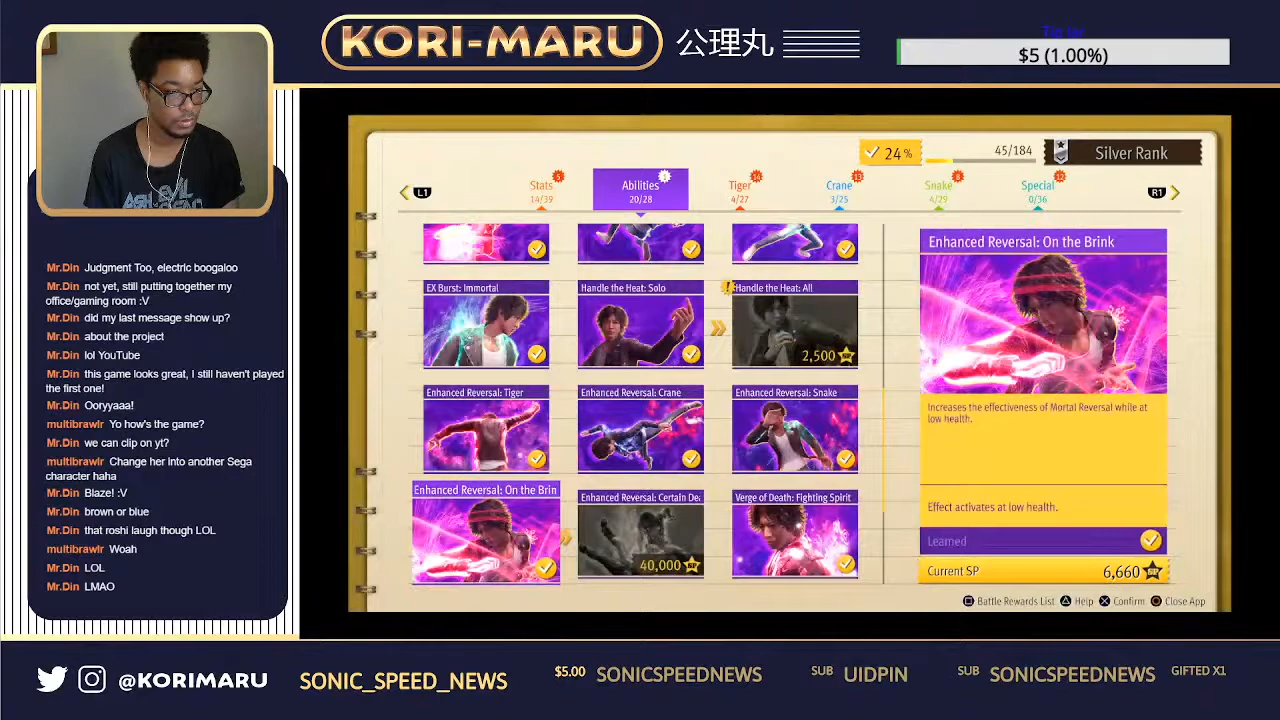 KORI-MARU 公理丸
Tip Jar
$5 (1.00%)
Mr.Din Judgment Too, electric boogaloo
Mr.Din not yet, still putting together my
office/gaming room :V
Mr.Din did my last message show up?
Mr.Din about the project
Mr.Din lol YouTube
Mr.Din this game looks great, I still haven't played
the first one!
Mr.Din Ooryyaaa!
multibrawlr Yo how's the game?
Mr.Din we can clip on yt?
multibrawlr Change her into another Sega
character haha
Mr.Din Blaze! :V
Mr.Din brown or blue
Mr.Din that roshi laugh though LOL
multibrawlr Woah
Mr.Din LOL
Mr.Din LMAO
24%
45/184
Silver Rank
L1
Stats
14/39
Abilities
20/28
Tiger
4/27
Crane
3/25
Snake
4/29
Special
0/36
R1
EX Burst: Immortal
Handle the Heat: Solo
Handle the Heat: All
2,500
Enhanced Reversal: Tiger
Enhanced Reversal: Crane
Enhanced Reversal: Snake
Enhanced Reversal: On the Brin
Enhanced Reversal: Certain De
40,000
Verge of Death: Fighting Spirit
Enhanced Reversal: On the Brink
Increases the effectiveness of Mortal Reversal while at
low health.
Effect activates at low health.
Learned
Current SP 6,660
Battle Rewards List Help Confirm Close App
@KORIMARU
SONIC_SPEED_NEWS
$5.00 SONICSPEEDNEWS
SUB UIDPIN
SUB SONICSPEEDNEWS GIFTED X1